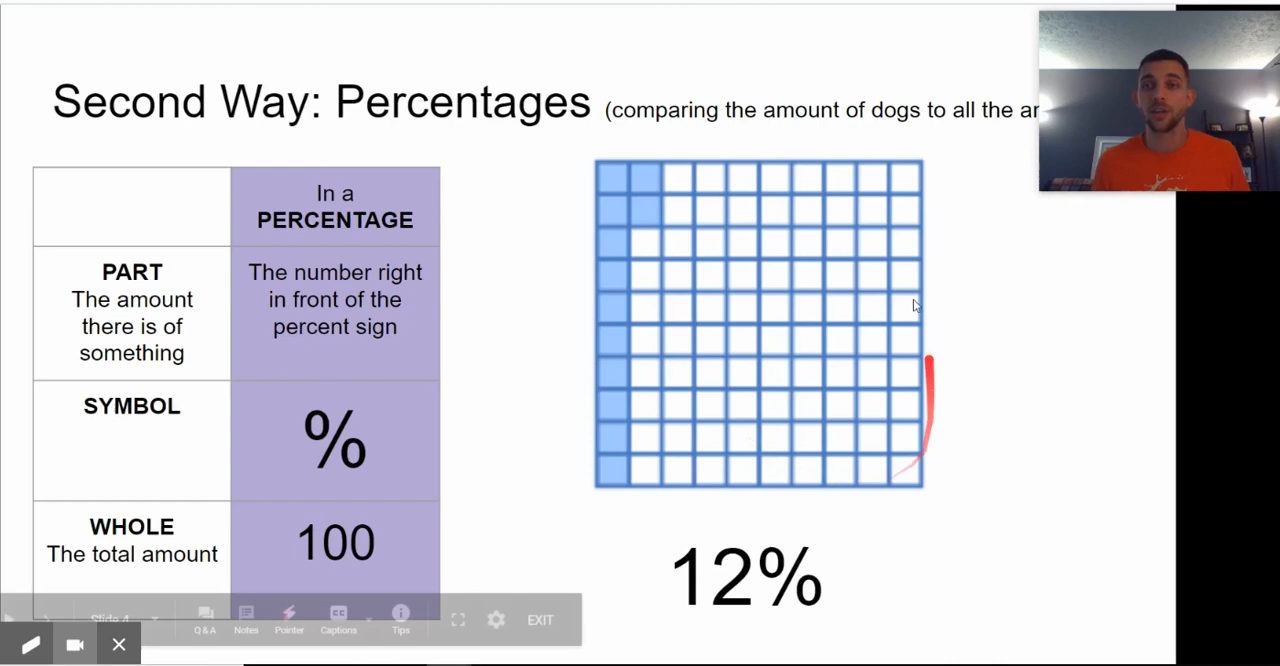 Second Way: Percentages (comparing the amount of dogs to all the
In a
PERCENTAGE
PART
The amount
there is of
something
The number right
in front of the
percent sign
SYMBOL
%
WHOLE
The total amount
100
12%
Slide 4
Q & A
Notes
Pointer
Captions
Tips
EXIT